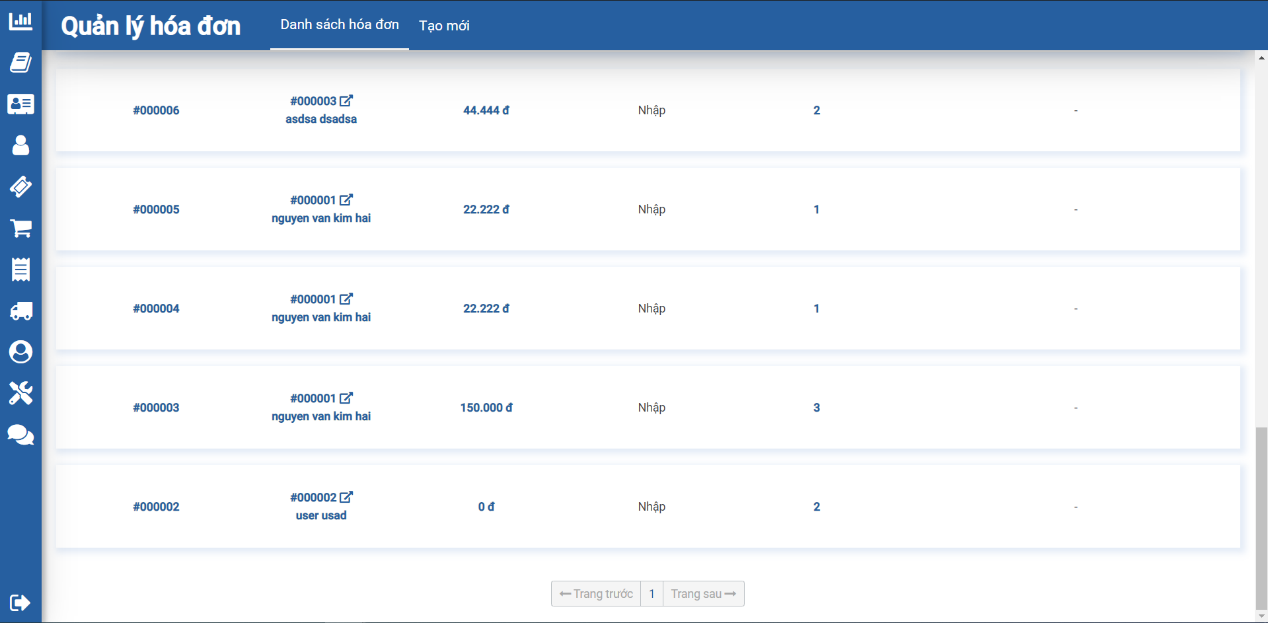 Quản lý hóa đơn
Danh sách hóa đơn
Tạo mới
#000006
#000003
asdsa dsadsa
44.444 đ
Nhập
2
-
#000005
#000001
nguyen van kim hai
22.222 đ
Nhập
1
-
#000004
#000001
nguyen van kim hai
22.222 đ
Nhập
1
-
#000003
#000001
nguyen van kim hai
150.000 đ
Nhập
3
-
#000002
#000002
user usad
0 đ
Nhập
2
-
Trang trước
1
Trang sau